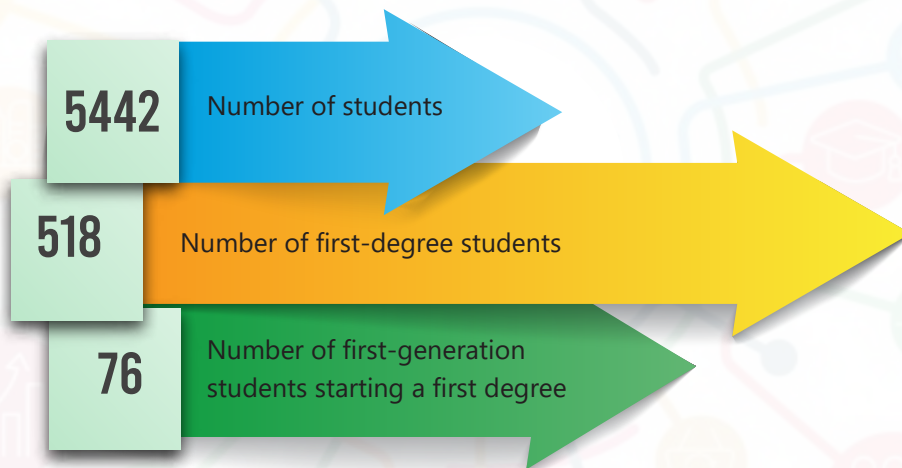 5442
Number of students
518
Number of first-degree students
76
Number of first-generation
students starting a first degree